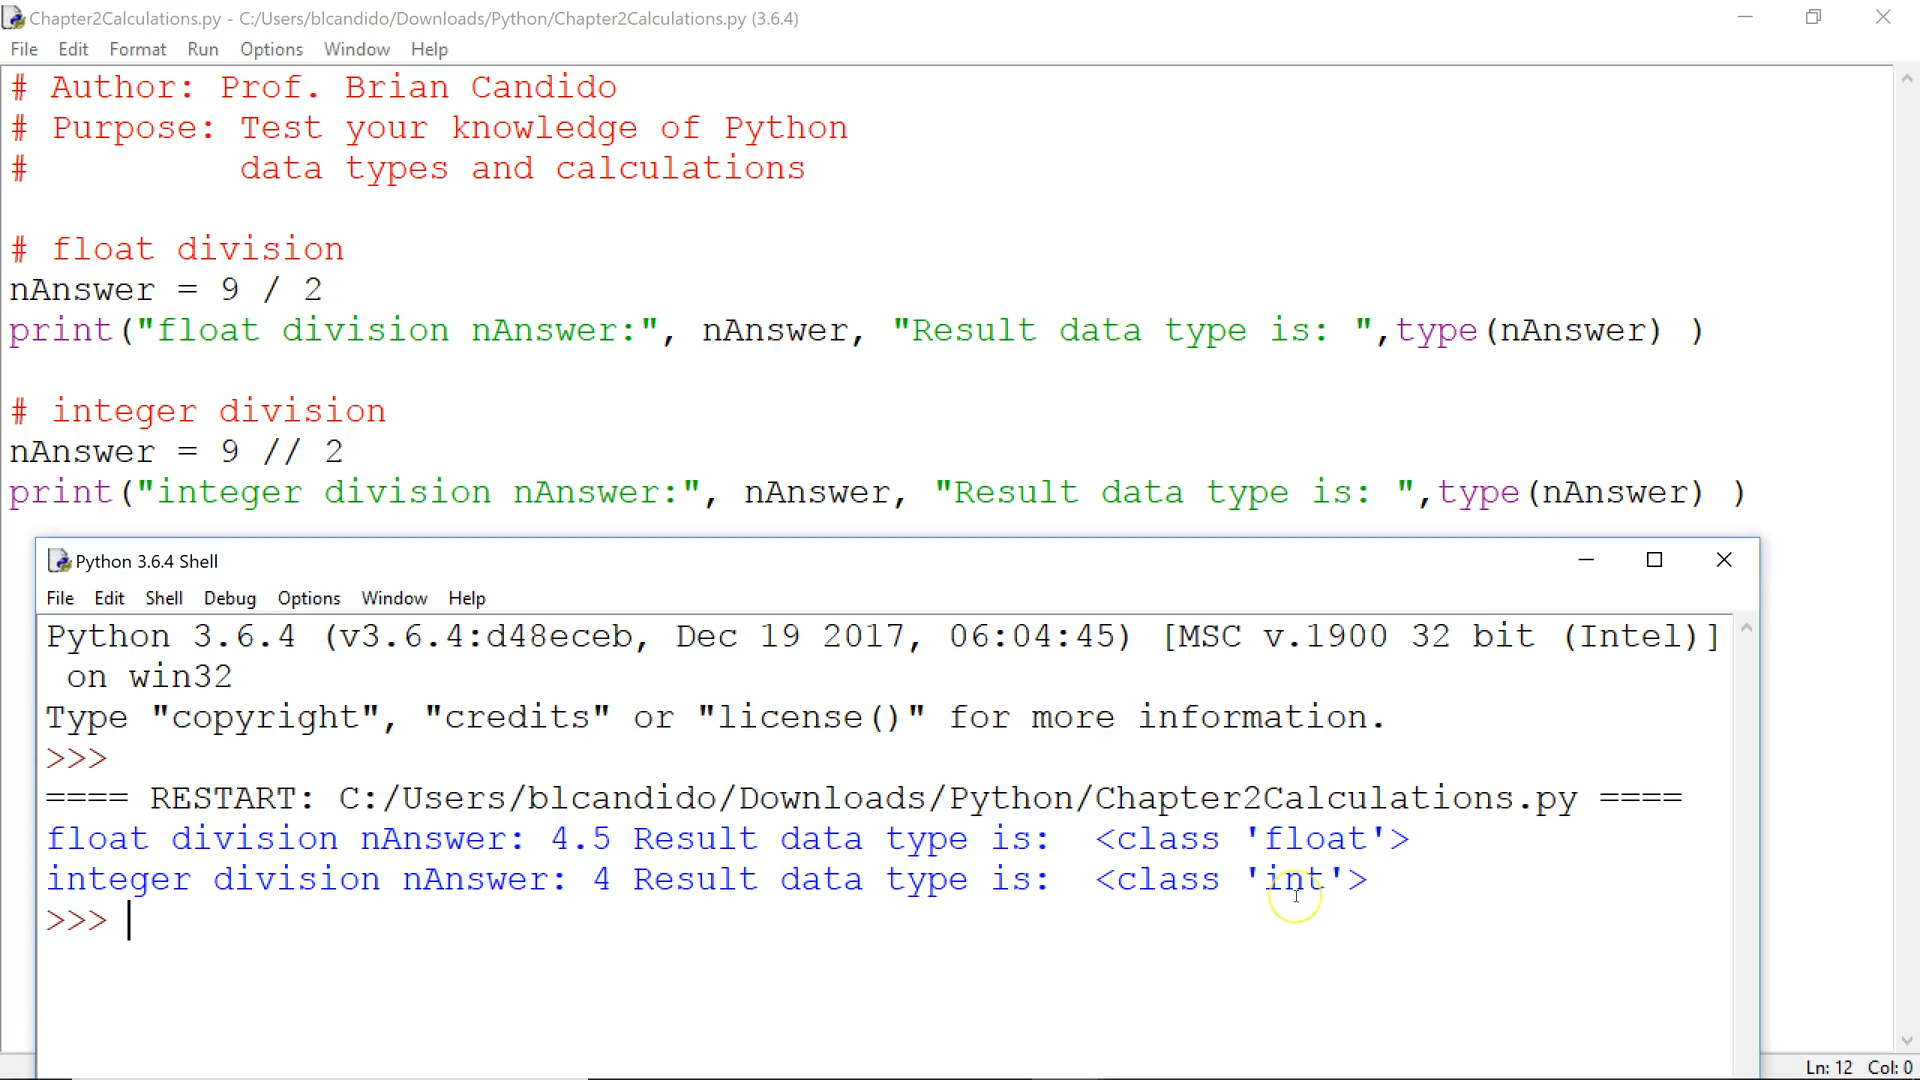 Chapter2Calculations.py - C:/Users/blcandido/Downloads/Python/Chapter2Calculations.py (3.6.4)
File Edit Format Run Options Window Help
# Author: Prof. Brian Candido
# Purpose: Test your knowledge of Python
#          data types and calculations
# float division
nAnswer = 9 / 2
print("float division nAnswer:", nAnswer, "Result data type is: ",type(nAnswer) )
# integer division
nAnswer = 9 // 2
print("integer division nAnswer:", nAnswer, "Result data type is: ",type(nAnswer) )
Python 3.6.4 Shell
File Edit Shell Debug Options Window Help
Python 3.6.4 (v3.6.4:d48eceb, Dec 19 2017, 06:04:45) [MSC v.1900 32 bit (Intel)]
 on win32
Type "copyright", "credits" or "license()" for more information.
>>>
==== RESTART: C:/Users/blcandido/Downloads/Python/Chapter2Calculations.py ====
float division nAnswer: 4.5 Result data type is:  <class 'float'>
integer division nAnswer: 4 Result data type is:  <class 'int'>
>>>
Ln: 12 Col: 0